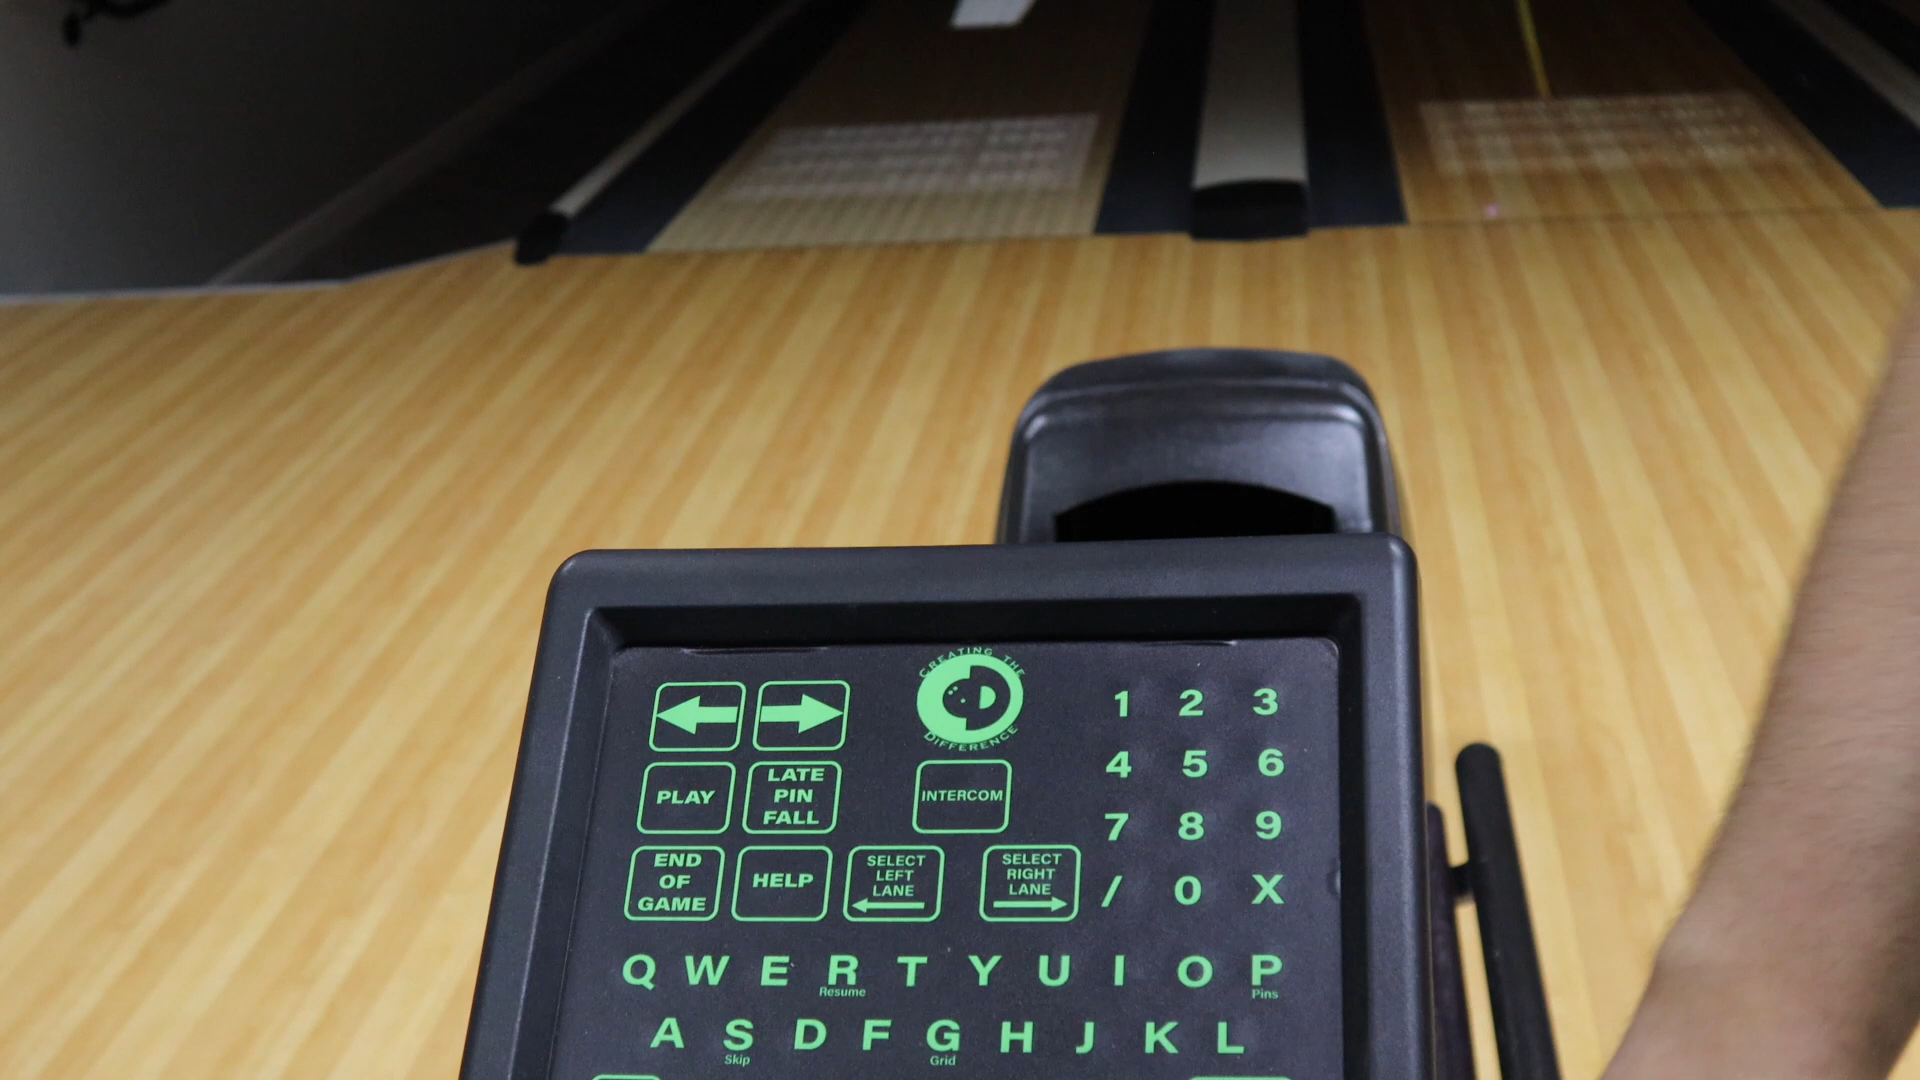 CREATING THE
DIFFERENCE
1 2 3
PLAY
LATE
PIN
FALL
INTERCOM
4 5 6
7 8 9
END
OF
GAME
HELP
SELECT
LEFT
LANE
SELECT
RIGHT
LANE
/ 0 X
Q W E R T Y U I O P
Resume
Pins
A S D F G H J K L
Skip
Grid